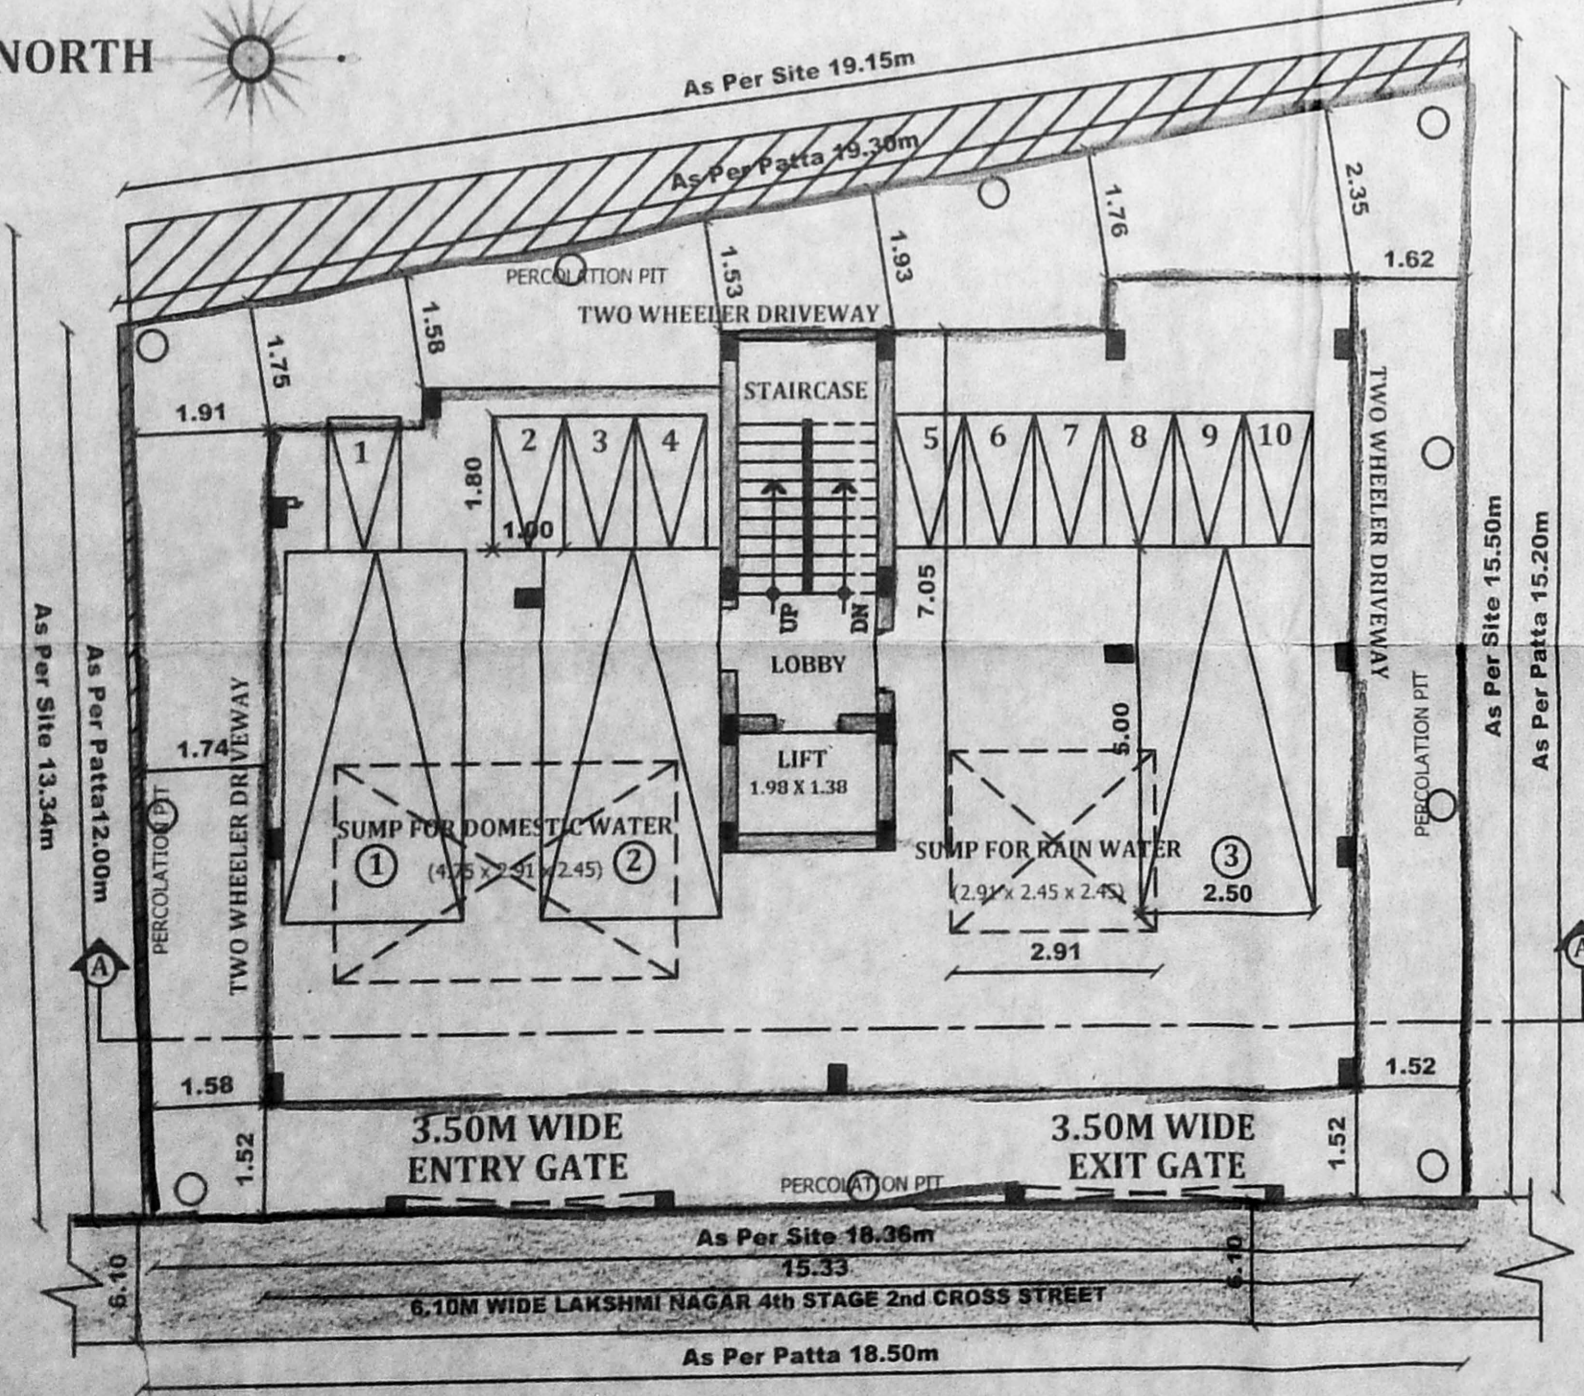 NORTH
As Per Site 19.15m
As Per Patta 19.30m
2.35
1.76
1.93
1.53
1.62
PERCOLATION PIT
TWO WHEELER DRIVEWAY
1.58
1.75
1.91
STAIRCASE
1
2
3
4
5
6
7
8
9
10
1.80
1.00
TWO WHEELER DRIVEWAY
As Per Site 15.50m
As Per Patta 15.20m
7.05
UP
DN
LOBBY
As Per Site 13.34m
As Per Patta12.00m
TWO WHEELER DRIVEWAY
PERCOLATION PIT
1.74
5.00
LIFT
1.98 X 1.38
PERCOLATION PIT
SUMP FOR DOMESTIC WATER
(4.75 x 2.91 x 2.45)
1
2
SUMP FOR RAIN WATER
(2.91 x 2.45 x 2.45)
3
2.50
2.91
A
A
1.58
1.52
1.52
1.52
3.50M WIDE
ENTRY GATE
3.50M WIDE
EXIT GATE
PERCOLATION PIT
As Per Site 18.36m
15.33
6.10
6.10
6.10M WIDE LAKSHMI NAGAR 4th STAGE 2nd CROSS STREET
As Per Patta 18.50m